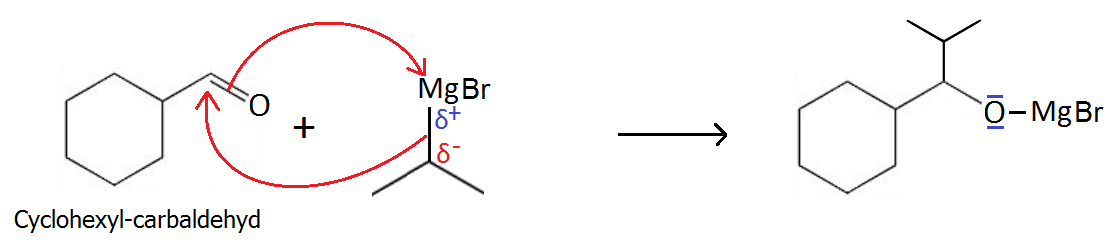 O
+
MgBr
δ+
δ-
O–MgBr
Cyclohexyl-carbaldehyd